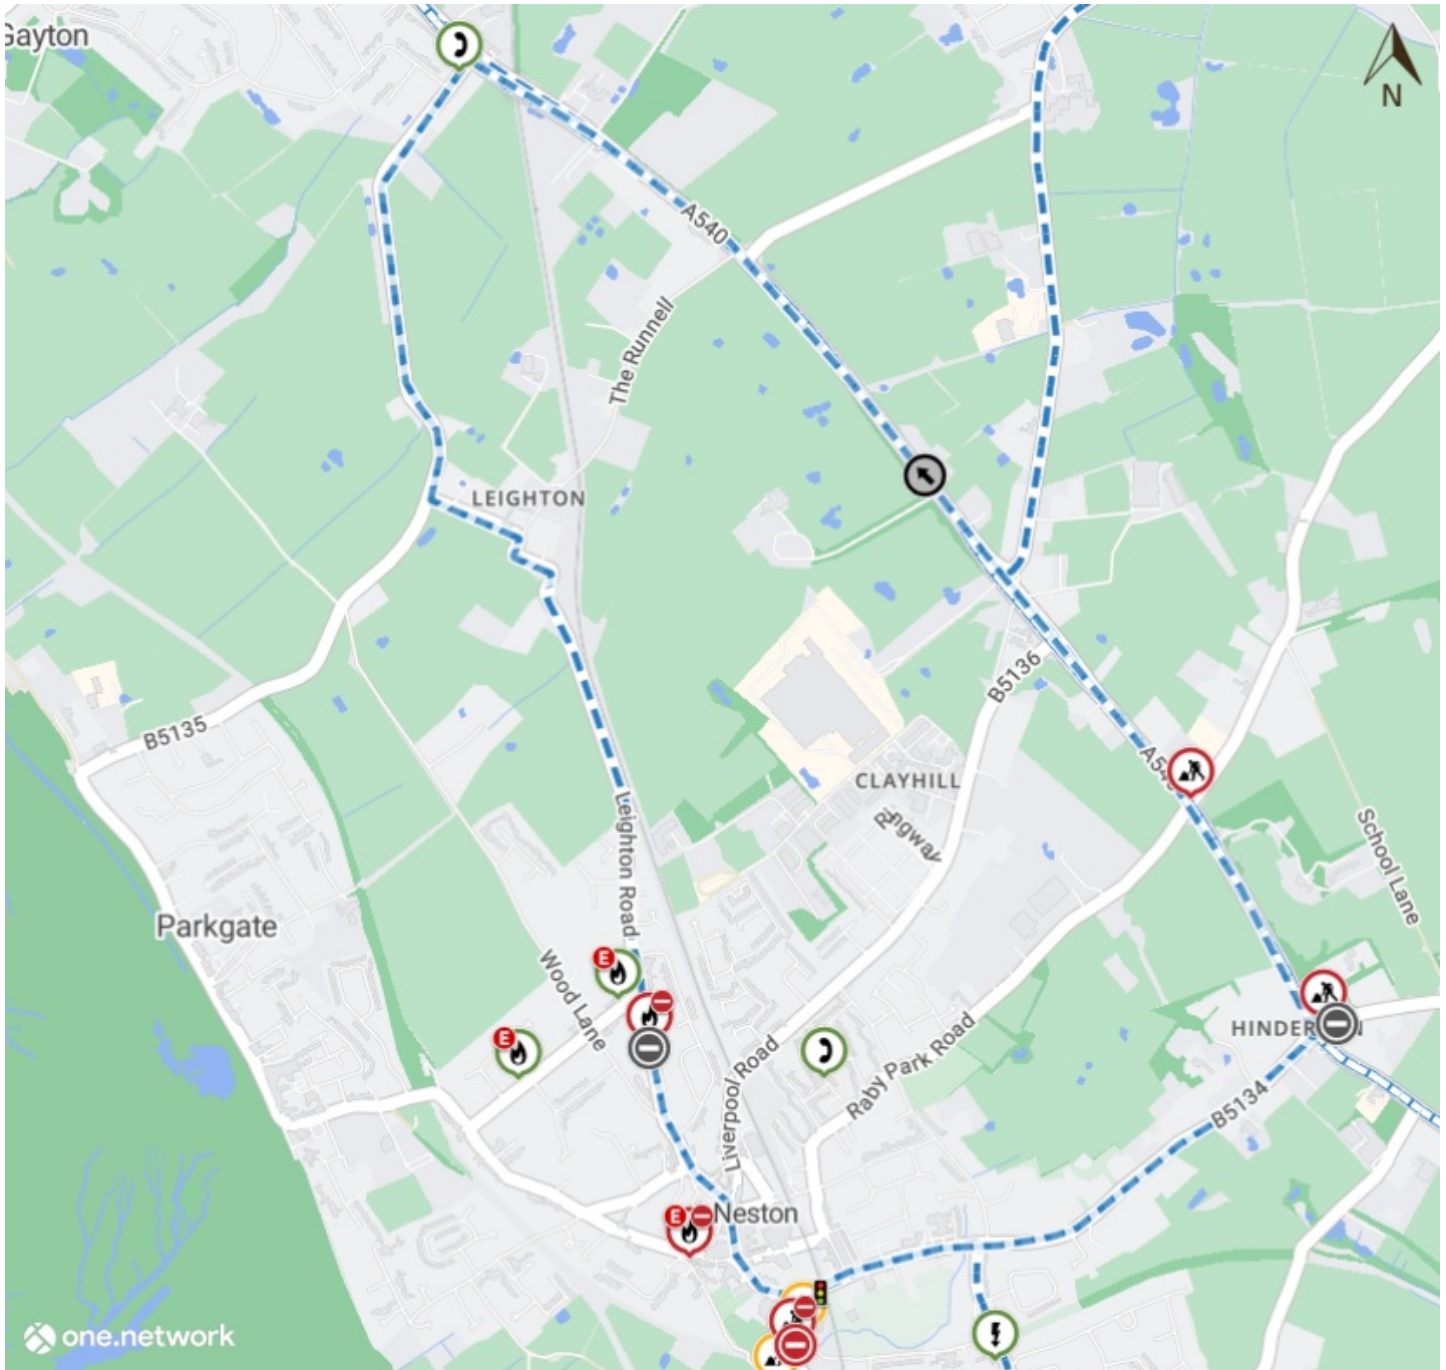 Gayton
N
A540
The Runnell
LEIGHTON
B5136
B5135
CLAYHILL
Ringway
Leighton Road
School Lane
Parkgate
Wood Lane
E
E
Liverpool Road
Raby Park Road
B5134
E
Neston
one.network